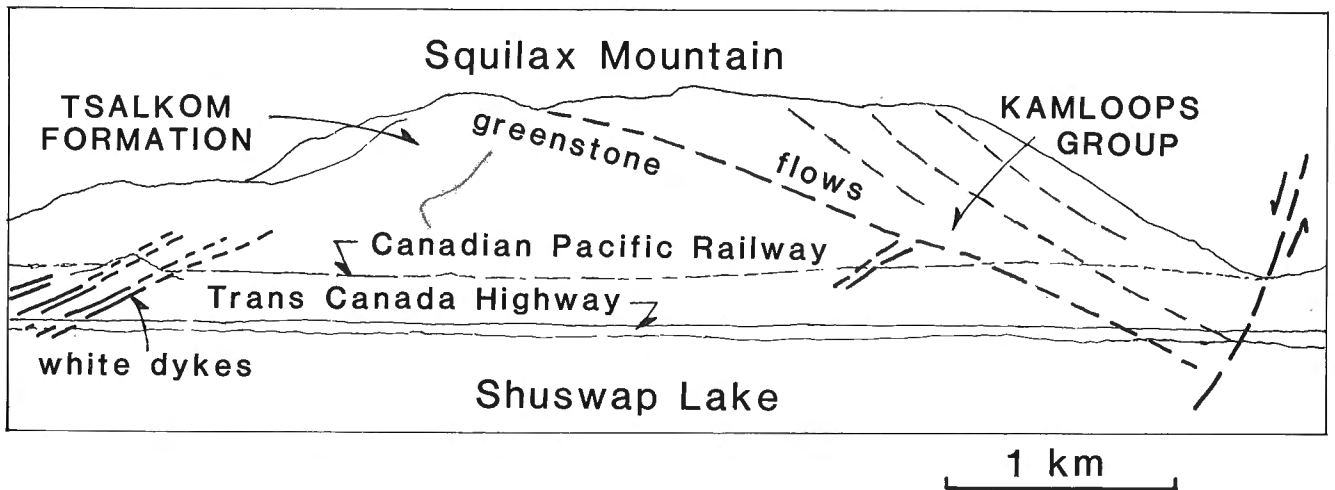 Squilax Mountain
TSALKOM
FORMATION
greenstone
flows
KAMLOOPS
GROUP
Canadian Pacific Railway
Trans Canada Highway
white dykes
Shuswap Lake
1 km